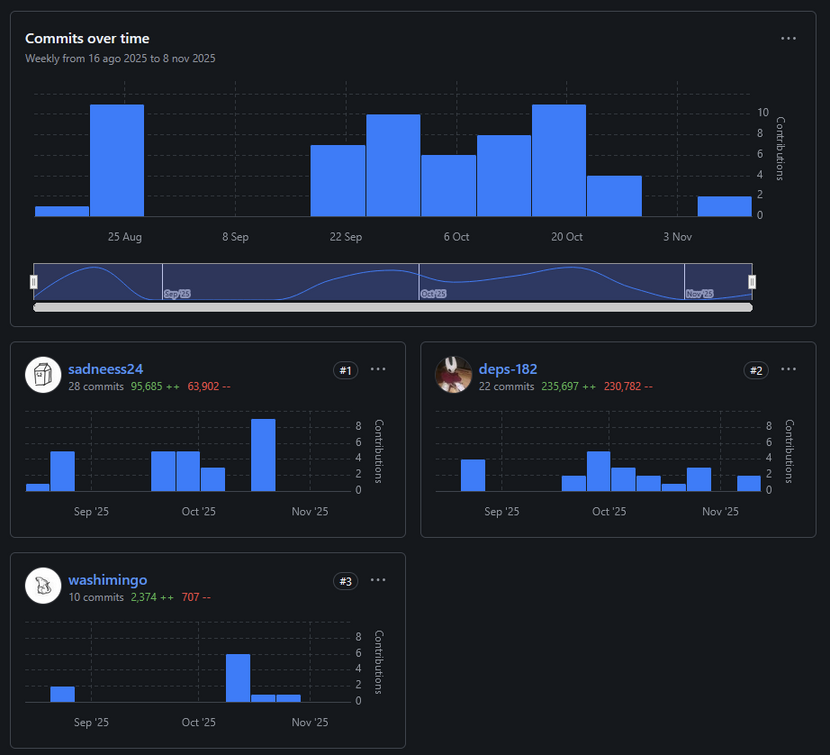 Commits over time
Weekly from 16 ago 2025 to 8 nov 2025
10
8
6
4
2
0
Contributions
25 Aug
8 Sep
22 Sep
6 Oct
20 Oct
3 Nov
Sep '25
Oct '25
Nov '25
sadneess24
#1
28 commits 95,685 ++ 63,902 --
8
6
4
2
0
Contributions
Sep '25
Oct '25
Nov '25
deps-182
#2
22 commits 235,697 ++ 230,782 --
8
6
4
2
0
Contributions
Sep '25
Oct '25
Nov '25
washimingo
#3
10 commits 2,374 ++ 707 --
8
6
4
2
0
Contributions
Sep '25
Oct '25
Nov '25